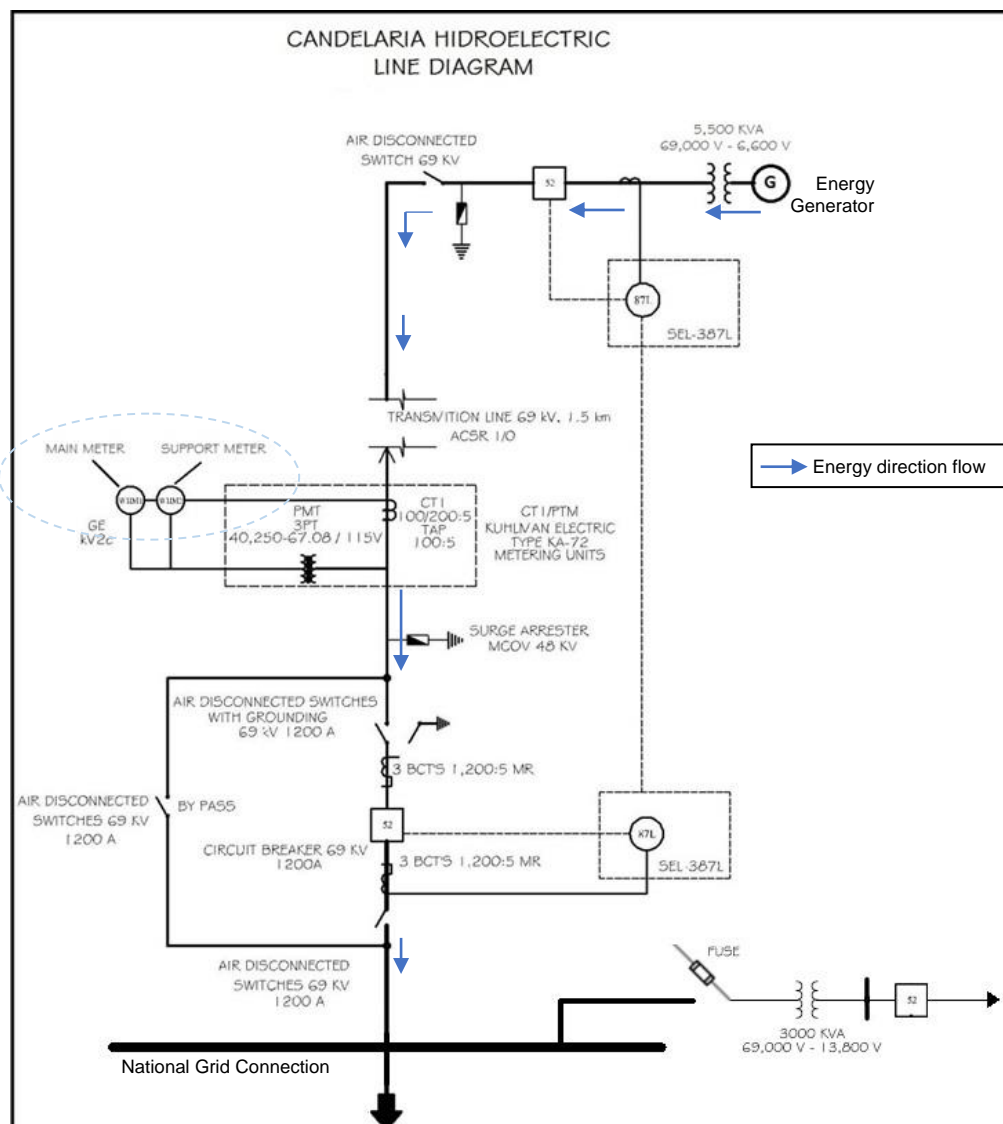 CANDELARIA HIDROELECTRIC
LINE DIAGRAM
5,500 KVA
69,000 V - 6,600 V
AIR DISCONNECTED
SWITCH 69 KV
52
G
Energy
Generator
87L
SEL-387L
TRANSMITION LINE 69 kV, 1.5 km
ACSR 1/0
MAIN METER
SUPPORT METER
Energy direction flow
GE
kV2c
PMT
3PT
40,250-67.08 / 115V
CT1
100/200:5
TAP
100:5
CT1/PTM
KUHLMAN ELECTRIC
TYPE KA-72
METERING UNITS
SURGE ARRESTER
MCOV 48 KV
AIR DISCONNECTED SWITCHES
WITH GROUNDING
69 kV 1200 A
3 BCT'S 1,200:5 MR
AIR DISCONNECTED
SWITCHES 69 KV
1200 A
BY PASS
52
87L
CIRCUIT BREAKER 69 KV
1200A
3 BCT'S 1,200:5 MR
SEL-387L
AIR DISCONNECTED
SWITCHES 69 KV
1200 A
FUSE
52
3000 KVA
69,000 V - 13,800 V
National Grid Connection